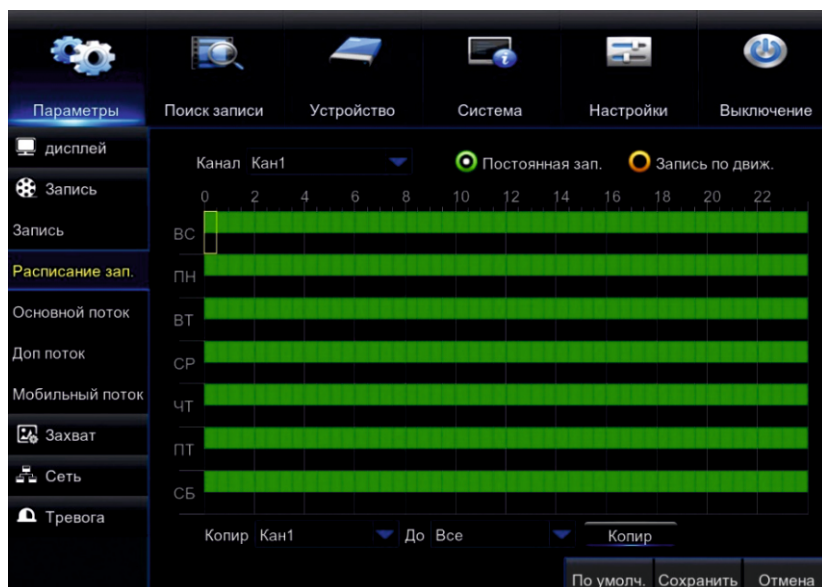 Параметры Поиск записи Устройство Система Настройки Выключение
дисплей
Запись
Запись
Расписание зап.
Основной поток
Доп поток
Мобильный поток
Захват
Сеть
Тревога
Канал Кан1 Постоянная зап. Запись по движ.
0 2 4 6 8 10 12 14 16 18 20 22
ВС
ПН
ВТ
СР
ЧТ
ПТ
СБ
Копир Кан1 До Все Копир
По умолч. Сохранить Отмена